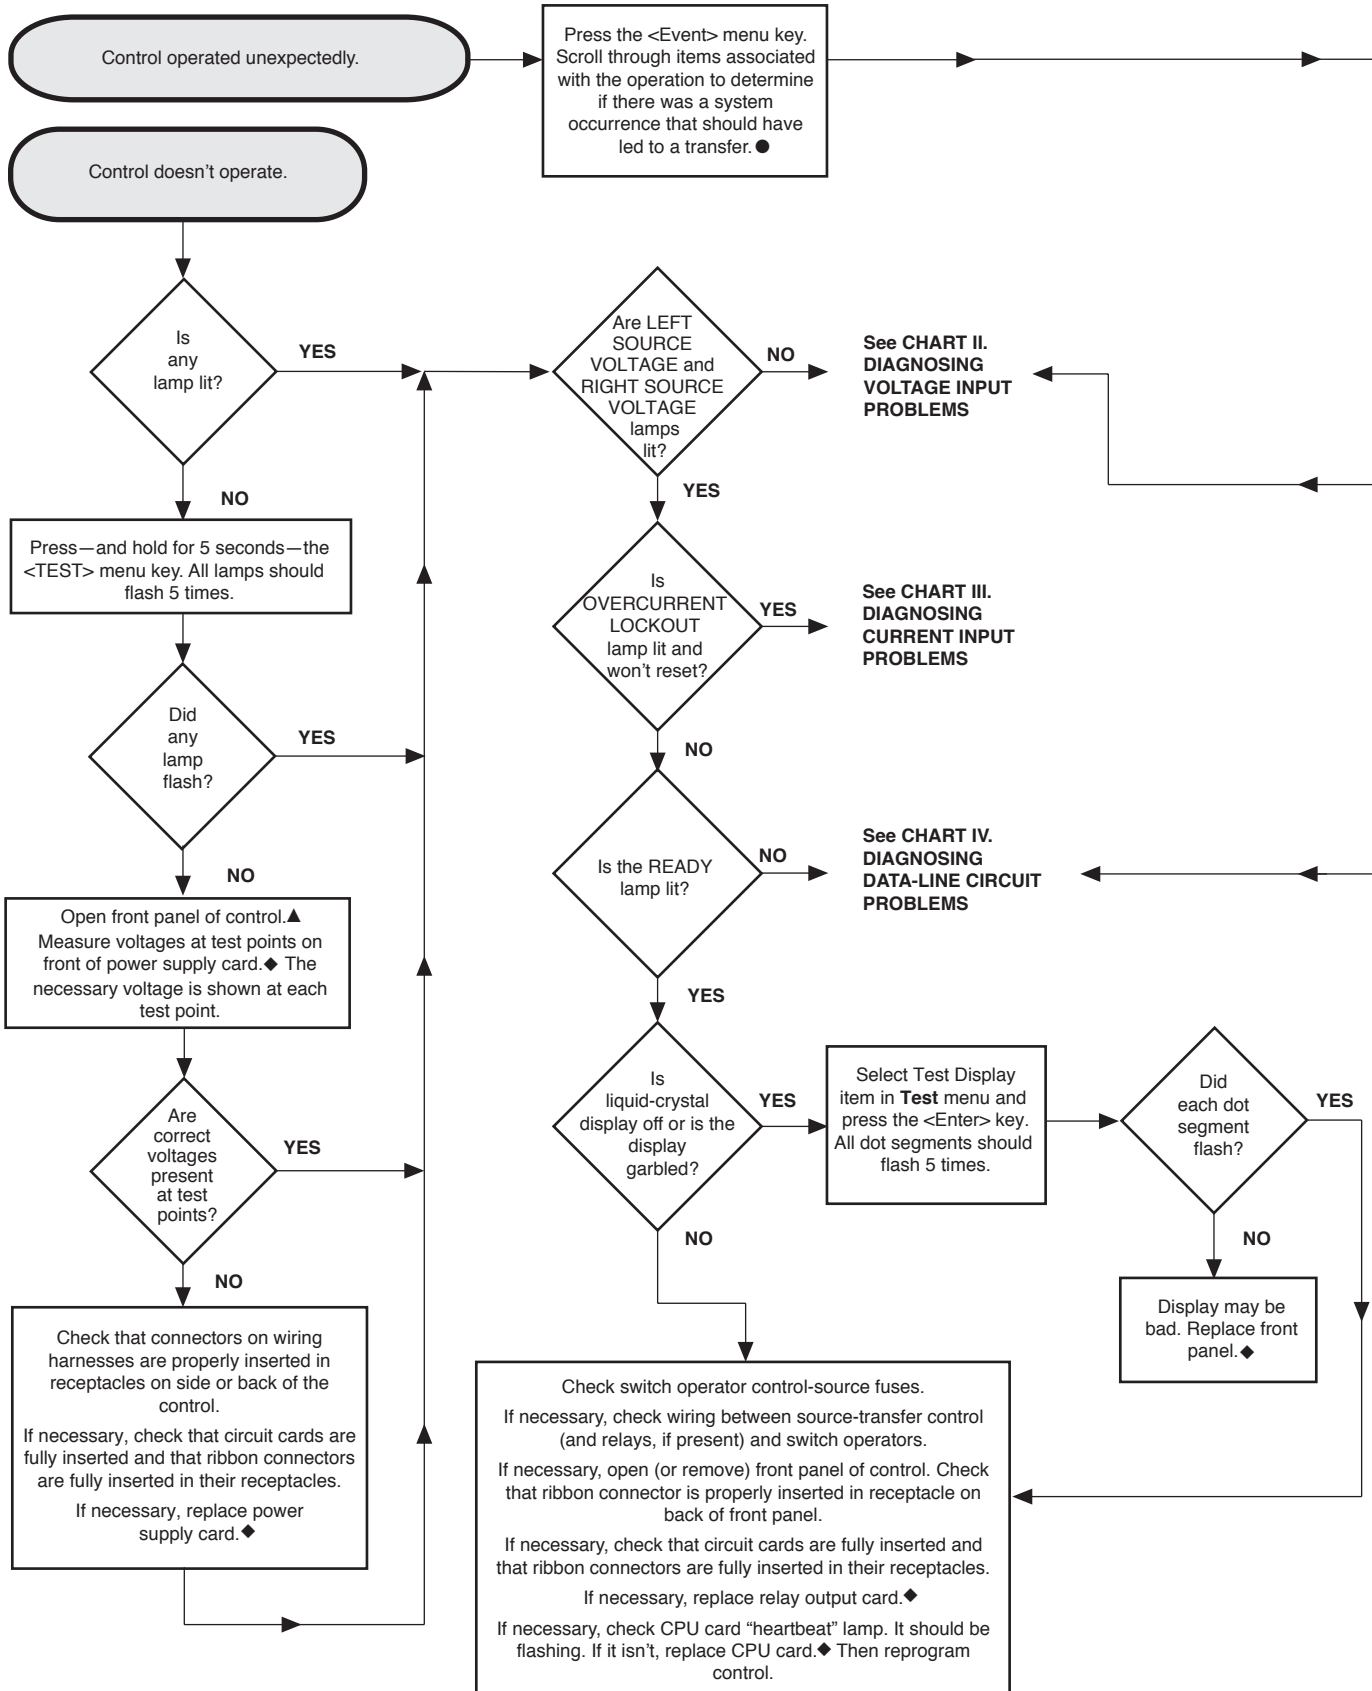 Control operated unexpectedly.
Press the <Event> menu key.
Scroll through items associated
with the operation to determine
if there was a system
occurrence that should have
led to a transfer.●
Control doesn't operate.
Is
any
lamp lit?
YES
NO
Press—and hold for 5 seconds—the
<TEST> menu key. All lamps should
flash 5 times.
Did
any
lamp
flash?
YES
NO
Open front panel of control.▲
Measure voltages at test points on
front of power supply card.◆ The
necessary voltage is shown at each
test point.
Are
correct
voltages
present
at test
points?
YES
NO
Check that connectors on wiring
harnesses are properly inserted in
receptacles on side or back of the
control.
If necessary, check that circuit cards are
fully inserted and that ribbon connectors
are fully inserted in their receptacles.
If necessary, replace power
supply card.◆
Are LEFT
SOURCE
VOLTAGE and
RIGHT SOURCE
VOLTAGE
lamps
lit?
NO
See CHART II.
DIAGNOSING
VOLTAGE INPUT
PROBLEMS
YES
Is
OVERCURRENT
LOCKOUT
lamp lit and
won't reset?
YES
See CHART III.
DIAGNOSING
CURRENT INPUT
PROBLEMS
NO
Is the READY
lamp lit?
NO
See CHART IV.
DIAGNOSING
DATA-LINE CIRCUIT
PROBLEMS
YES
Is
liquid-crystal
display off or is the
display
garbled?
YES
Select Test Display
item in Test menu and
press the <Enter> key.
All dot segments should
flash 5 times.
Did
each dot
segment
flash?
YES
NO
Display may be
bad. Replace front
panel.◆
NO
Check switch operator control-source fuses.
If necessary, check wiring between source-transfer control
(and relays, if present) and switch operators.
If necessary, open (or remove) front panel of control. Check
that ribbon connector is properly inserted in receptacle on
back of front panel.
If necessary, check that circuit cards are fully inserted and
that ribbon connectors are fully inserted in their receptacles.
If necessary, replace relay output card.◆
If necessary, check CPU card “heartbeat” lamp. It should be
flashing. If it isn't, replace CPU card.◆ Then reprogram
control.